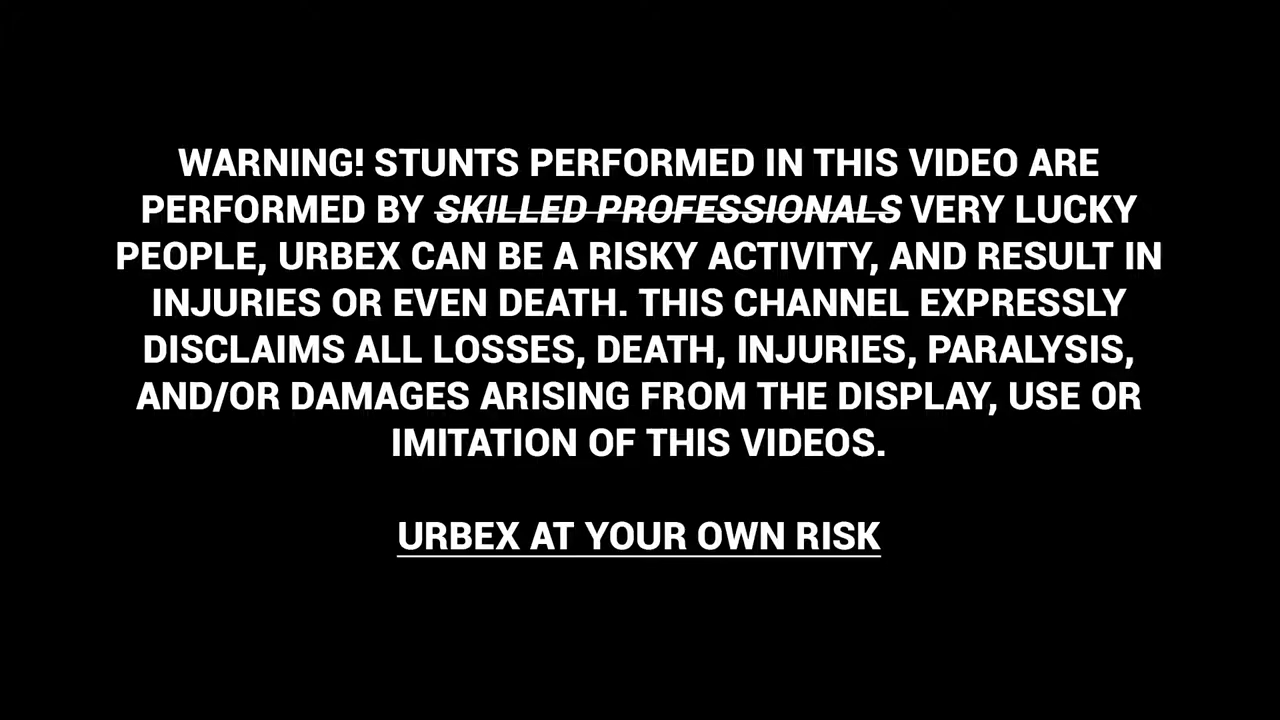 WARNING! STUNTS PERFORMED IN THIS VIDEO ARE
PERFORMED BY SKILLED PROFESSIONALS VERY LUCKY
PEOPLE, URBEX CAN BE A RISKY ACTIVITY, AND RESULT IN
INJURIES OR EVEN DEATH. THIS CHANNEL EXPRESSLY
DISCLAIMS ALL LOSSES, DEATH, INJURIES, PARALYSIS,
AND/OR DAMAGES ARISING FROM THE DISPLAY, USE OR
IMITATION OF THIS VIDEOS.
URBEX AT YOUR OWN RISK